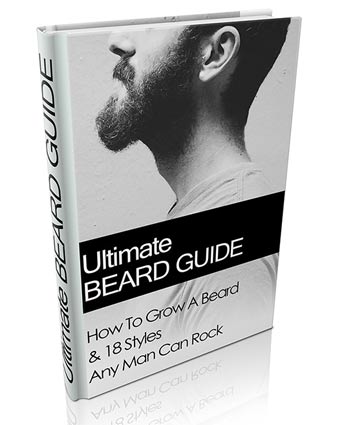 Ultimate BEARD GUIDE
Ultimate
BEARD GUIDE
How To Grow A Beard
& 18 Styles
Any Man Can Rock